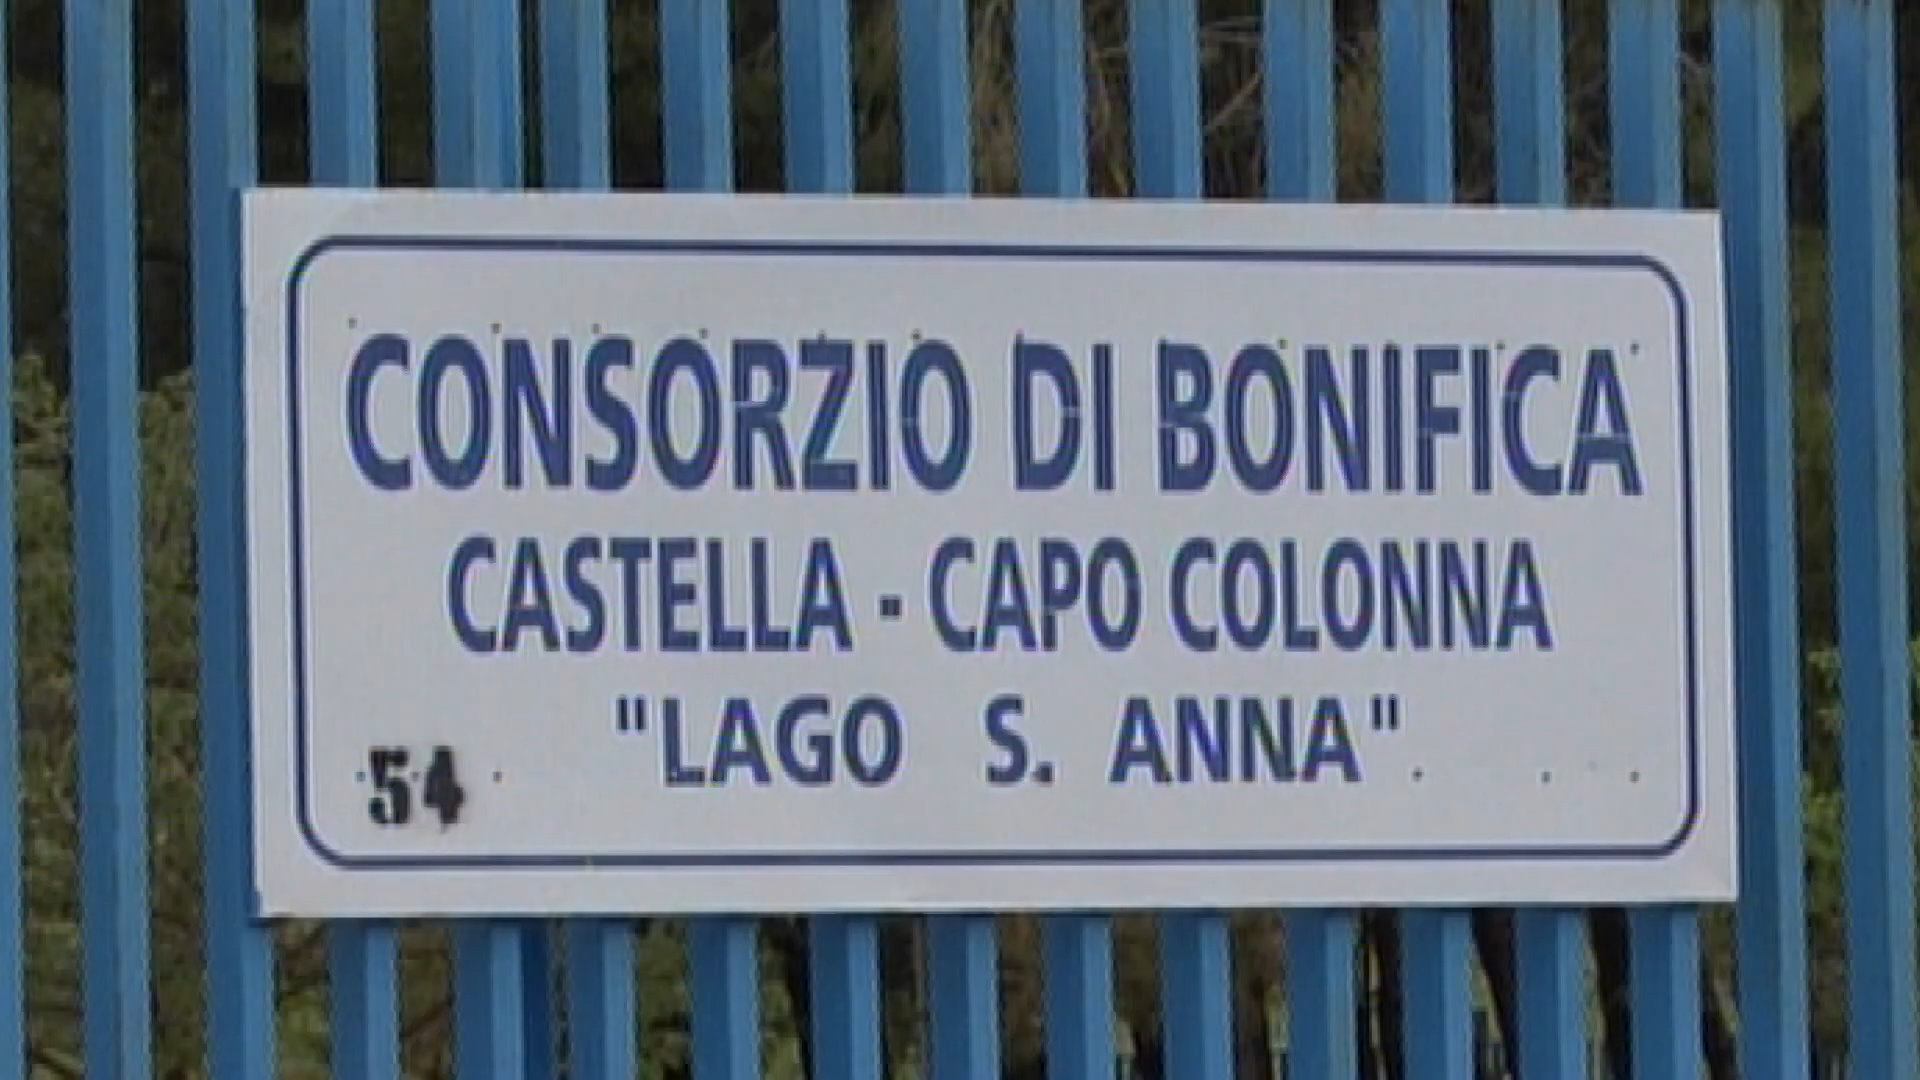 CONSORZIO DI BONIFICA
CASTELLA - CAPO COLONNA
"LAGO S. ANNA"
54